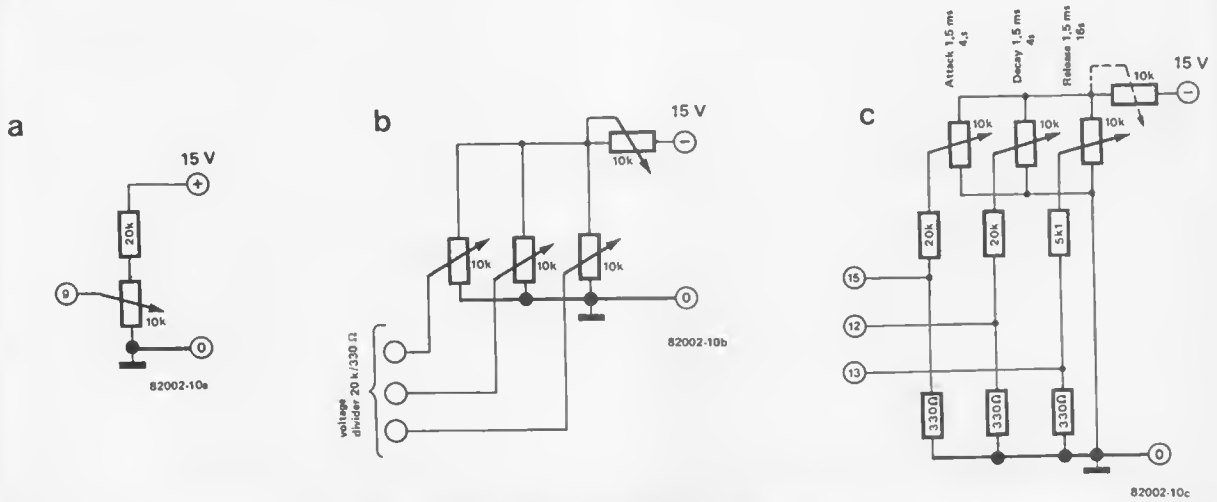 a
15 V
+
20k
9
10k
0
82002-10a
b
15 V
10k
−
10k
10k
10k
0
82002-10b
voltage
divider 20 k/330 Ω
c
Attack 1,5 ms
4s
Decay 1,5 ms
4s
Release 1,5 ms
16s
15 V
10k
−
10k
10k
10k
20k
20k
5k1
15
12
13
330Ω
330Ω
330Ω
0
82002-10c